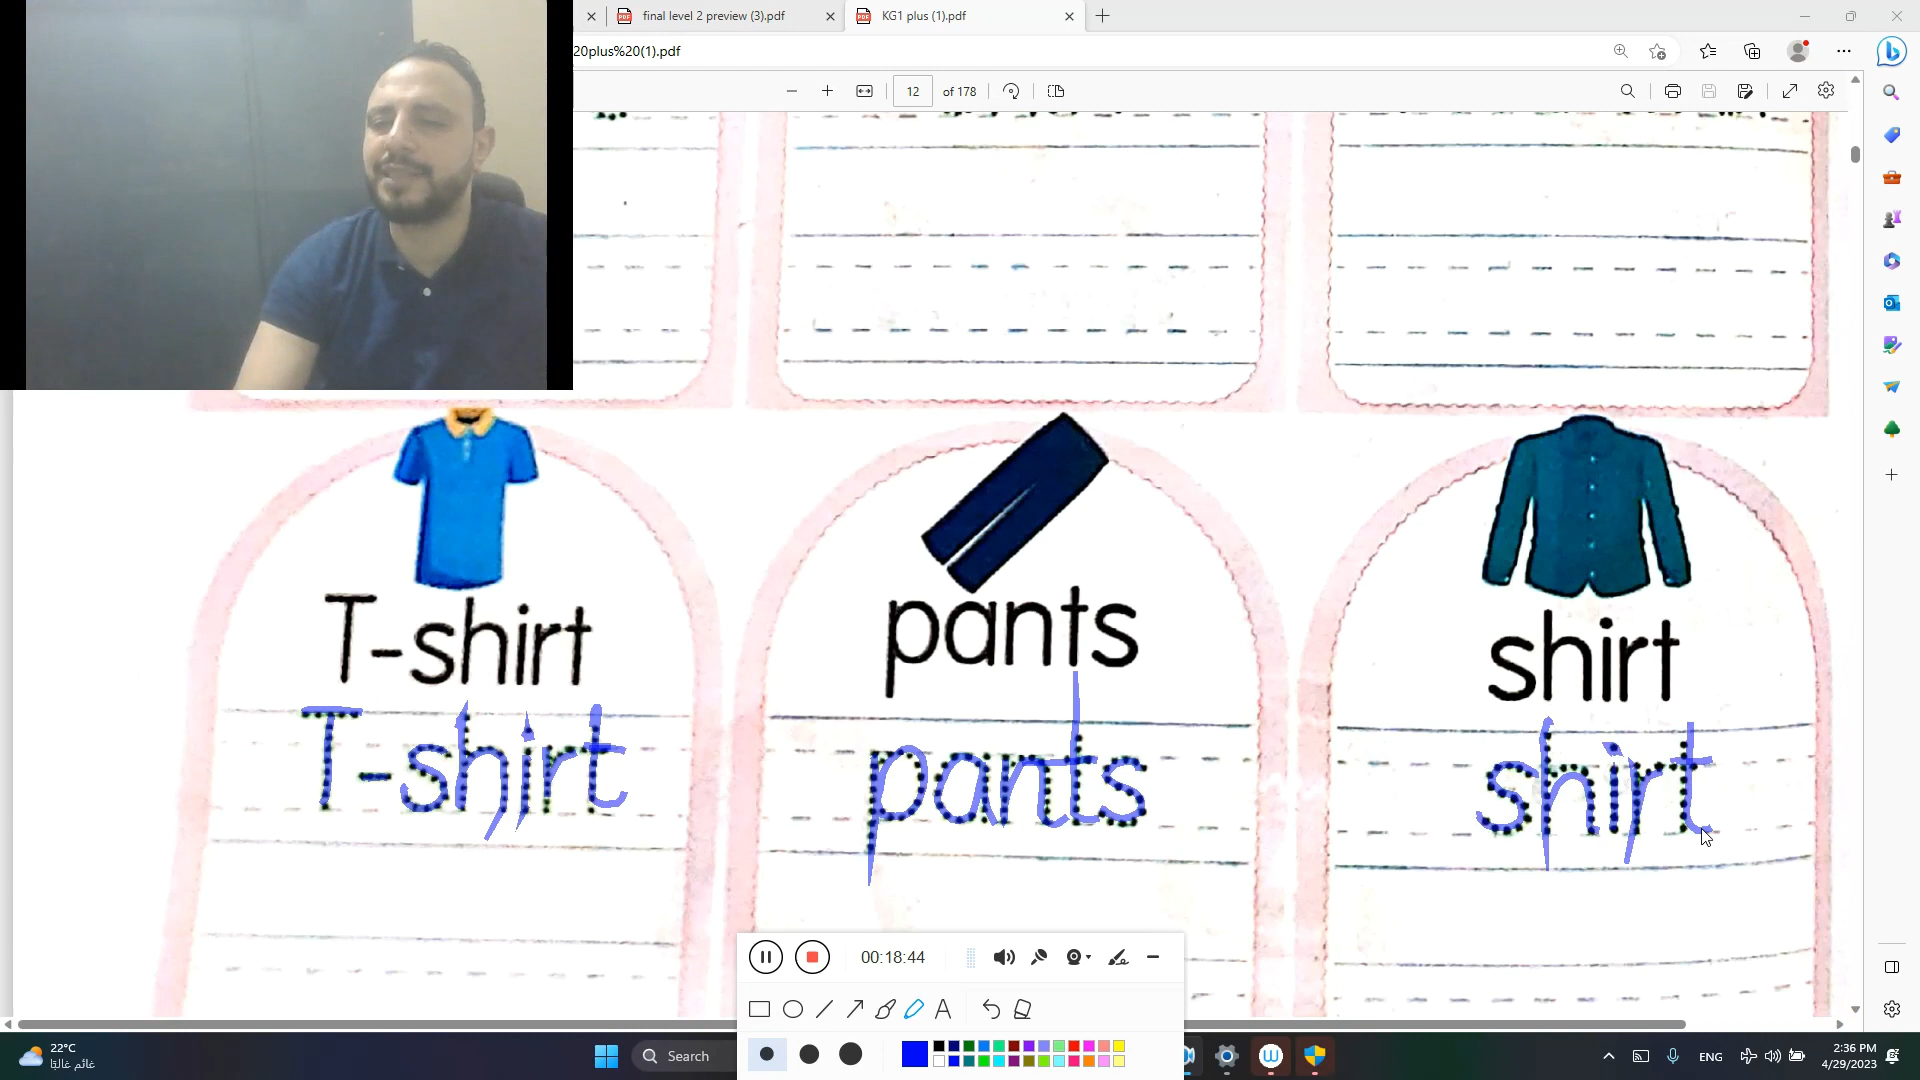 final level 2 preview (3).pdf
KG1 plus (1).pdf
20plus%20(1).pdf
12 of 178
T-shirt
pants
shirt
T-shirt
pants
shirt
00:18:44
A
22°C
غائم غالبًا
Search
ENG
2:36 PM
4/29/2023